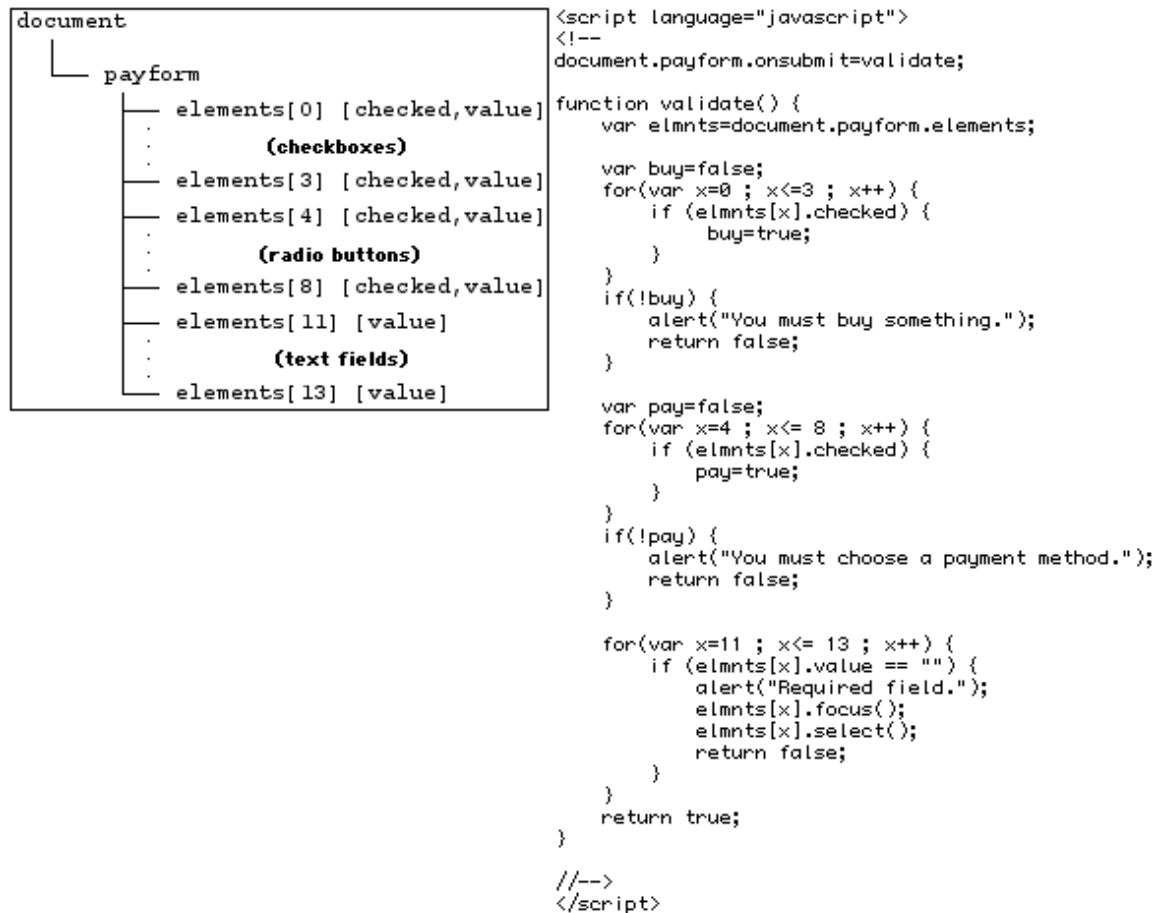 document
payform
elements[0] [checked,value]
(checkboxes)
elements[3] [checked,value]
elements[4] [checked,value]
(radio buttons)
elements[8] [checked,value]
elements[11] [value]
(text fields)
elements[13] [value]
<script language="javascript">
<!--
document.payform.onsubmit=validate;
function validate() {
var elmnts=document.payform.elements;
var buy=false;
for(var x=0 ; x<=3 ; x++) {
if (elmnts[x].checked) {
buy=true;
}
}
if(!buy) {
alert("You must buy something.");
return false;
}
var pay=false;
for(var x=4 ; x<= 8 ; x++) {
if (elmnts[x].checked) {
pay=true;
}
}
if(!pay) {
alert("You must choose a payment method.");
return false;
}
for(var x=11 ; x<= 13 ; x++) {
if (elmnts[x].value == "") {
alert("Required field.");
elmnts[x].focus();
elmnts[x].select();
return false;
}
}
return true;
}
//-->
</script>